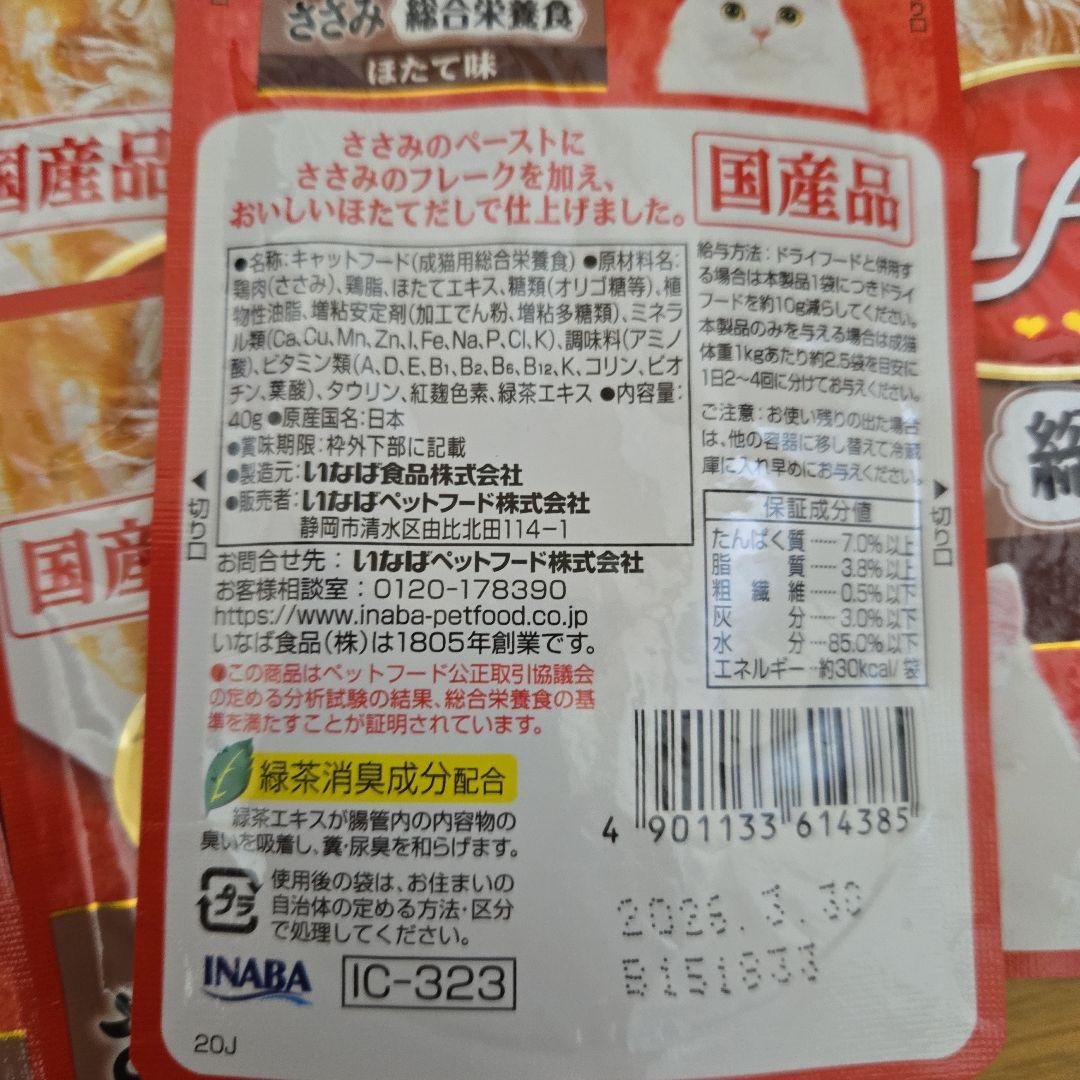 ささみ 総合栄養食
ほたて味
ささみのペーストに
ささみのフレークを加え、
おいしいほたてだしで仕上げました。
国産品
●名称:キャットフード(成猫用総合栄養食) ●原材料名:
鶏肉(ささみ)、鶏脂、ほたてエキス、糖類(オリゴ糖等)、植
物性油脂、増粘安定剤(加工でん粉、増粘多糖類)、ミネラ
ル類(Ca,Cu,Mn,Zn,I,Fe,Na,P,Cl,K)、調味料(アミノ
酸)、ビタミン類(A,D,E,B₁,B₂,B₆,B₁₂,K,コリン,ビオ
チン,葉酸)、タウリン、紅麹色素、緑茶エキス ●内容量:
40g ●原産国名:日本
●賞味期限:枠外下部に記載
●製造元:いなば食品株式会社
●販売者:いなばペットフード株式会社
静岡市清水区由比北田114−1
お問合せ先:いなばペットフード株式会社
お客様相談室:0120-178390
https://www.inaba-petfood.co.jp
いなば食品(株)は1805年創業です。
●この商品はペットフード公正取引協議会
の定める分析試験の結果、総合栄養食の基
準を満たすことが証明されています。
緑茶消臭成分配合
緑茶エキスが腸管内の内容物の
臭いを吸着し、糞・尿臭を和らげます。
プラ
使用後の袋は、お住まいの
自治体の定める方法・区分
で処理してください。
INABA
IC-323
20J
給与方法:ドライフードと併用す
る場合は本製品1袋につきドライ
フードを約10g減らしてください。
本製品のみを与える場合は成猫
体重1kgあたり約2.5袋を目安に
1日2〜4回に分けてお与えください。
ご注意:お使い残りの出た場合
は、他の容器に移し替えて冷蔵
庫に入れ早めにお与えください。
保証成分値
たんぱく質……7.0%以上
脂 質……3.8%以上
粗 繊 維……0.5%以下
灰 分……3.0%以下
水 分……85.0%以下
エネルギー…約30kcal/袋
4 901133 614385
2026.3.30
B151833
切り口
切り口
国産品
国産